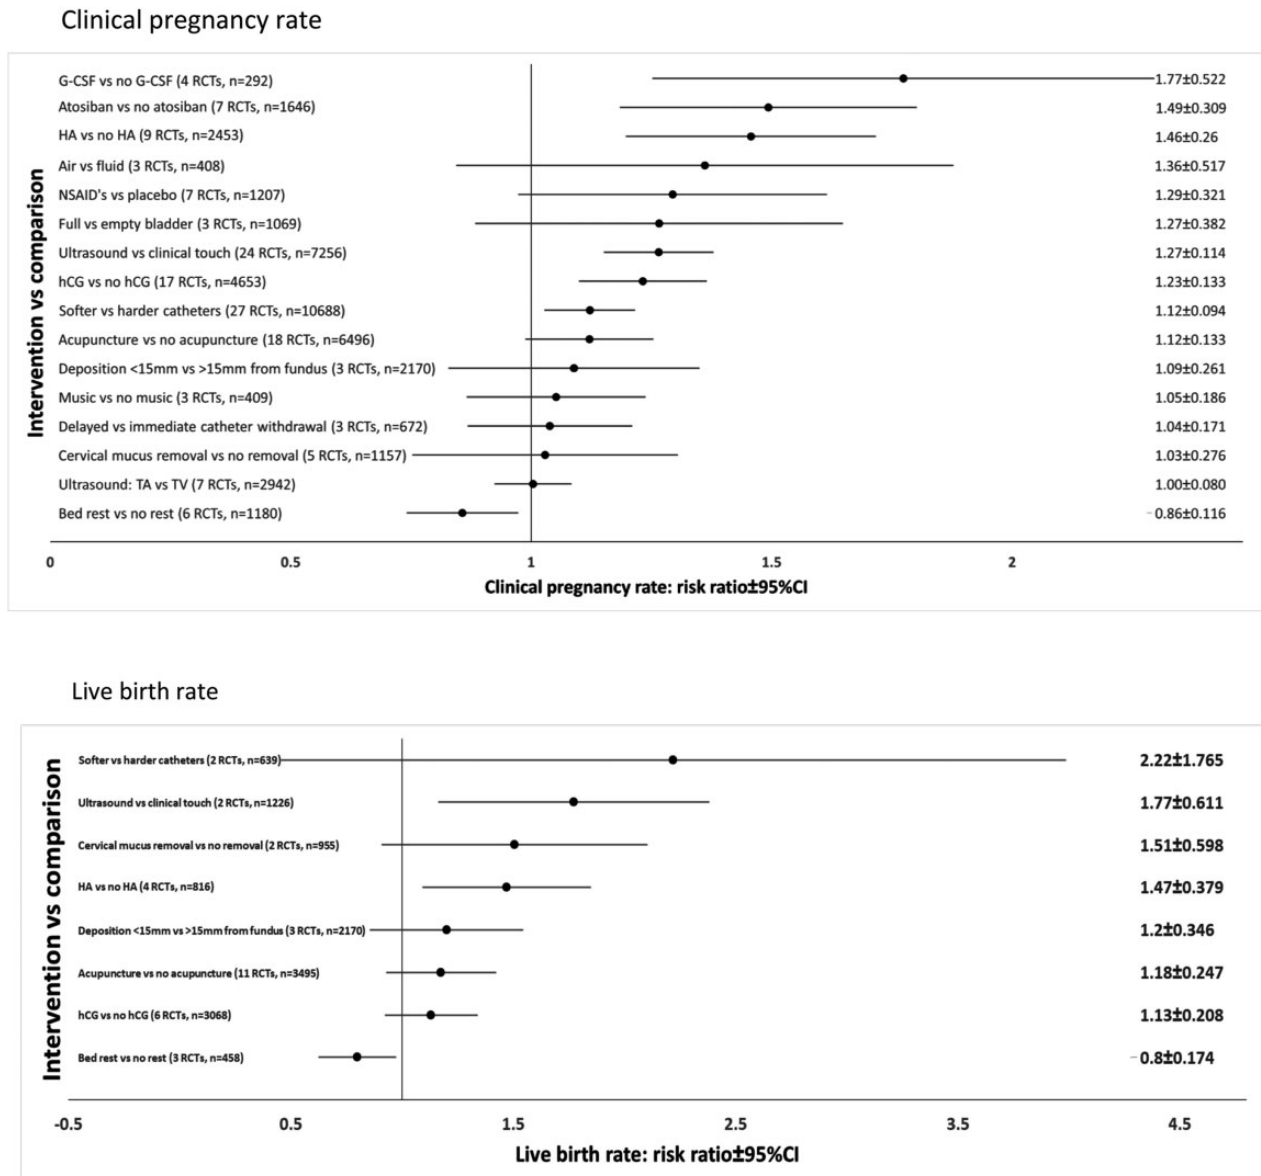 Clinical pregnancy rate
Intervention vs comparison
G-CSF vs no G-CSF (4 RCTs, n=292) 1.77±0.522
Atosiban vs no atosiban (7 RCTs, n=1646) 1.49±0.309
HA vs no HA (9 RCTs, n=2453) 1.46±0.26
Air vs fluid (3 RCTs, n=408) 1.36±0.517
NSAID's vs placebo (7 RCTs, n=1207) 1.29±0.321
Full vs empty bladder (3 RCTs, n=1069) 1.27±0.382
Ultrasound vs clinical touch (24 RCTs, n=7256) 1.27±0.114
hCG vs no hCG (17 RCTs, n=4653) 1.23±0.133
Softer vs harder catheters (27 RCTs, n=10688) 1.12±0.094
Acupuncture vs no acupuncture (18 RCTs, n=6496) 1.12±0.133
Deposition <15mm vs >15mm from fundus (3 RCTs, n=2170) 1.09±0.261
Music vs no music (3 RCTs, n=409) 1.05±0.186
Delayed vs immediate catheter withdrawal (3 RCTs, n=672) 1.04±0.171
Cervical mucus removal vs no removal (5 RCTs, n=1157) 1.03±0.276
Ultrasound: TA vs TV (7 RCTs, n=2942) 1.00±0.080
Bed rest vs no rest (6 RCTs, n=1180) 0.86±0.116
0 0.5 1 1.5 2
Clinical pregnancy rate: risk ratio±95%CI
Live birth rate
Intervention vs comparison
Softer vs harder catheters (2 RCTs, n=639) 2.22±1.765
Ultrasound vs clinical touch (2 RCTs, n=1226) 1.77±0.611
Cervical mucus removal vs no removal (2 RCTs, n=955) 1.51±0.598
HA vs no HA (4 RCTs, n=816) 1.47±0.379
Deposition <15mm vs >15mm from fundus (3 RCTs, n=2170) 1.2±0.346
Acupuncture vs no acupuncture (11 RCTs, n=3495) 1.18±0.247
hCG vs no hCG (6 RCTs, n=3068) 1.13±0.208
Bed rest vs no rest (3 RCTs, n=458) 0.8±0.174
-0.5 0.5 1.5 2.5 3.5 4.5
Live birth rate: risk ratio±95%CI